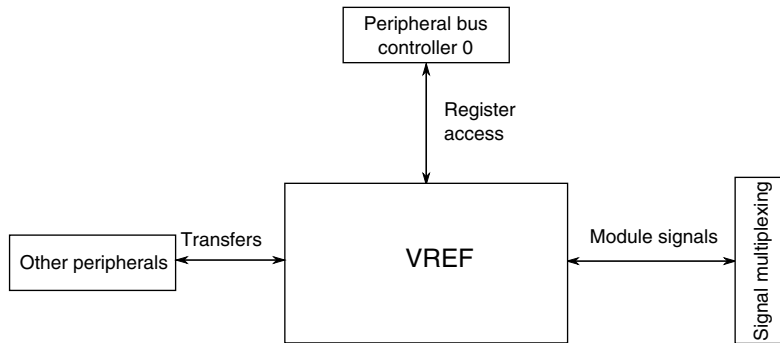 Peripheral bus
controller 0
Register
access
Transfers
Other peripherals
VREF
Module signals
Signal multiplexing